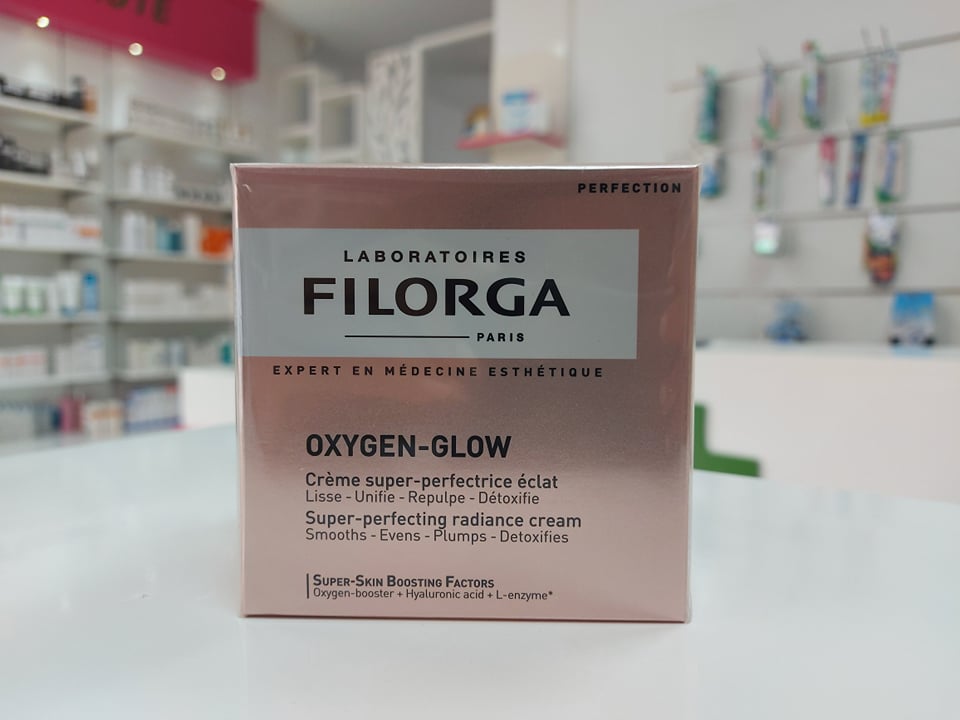 PERFECTION
LABORATOIRES
FILORGA
PARIS
EXPERT EN MÉDECINE ESTHÉTIQUE
OXYGEN-GLOW
Crème super-perfectrice éclat
Lisse - Unifie - Repulpe - Détoxifie
Super-perfecting radiance cream
Smooths - Evens - Plumps - Detoxifies
SUPER-SKIN BOOSTING FACTORS
Oxygen-booster + Hyaluronic acid + L-enzyme*